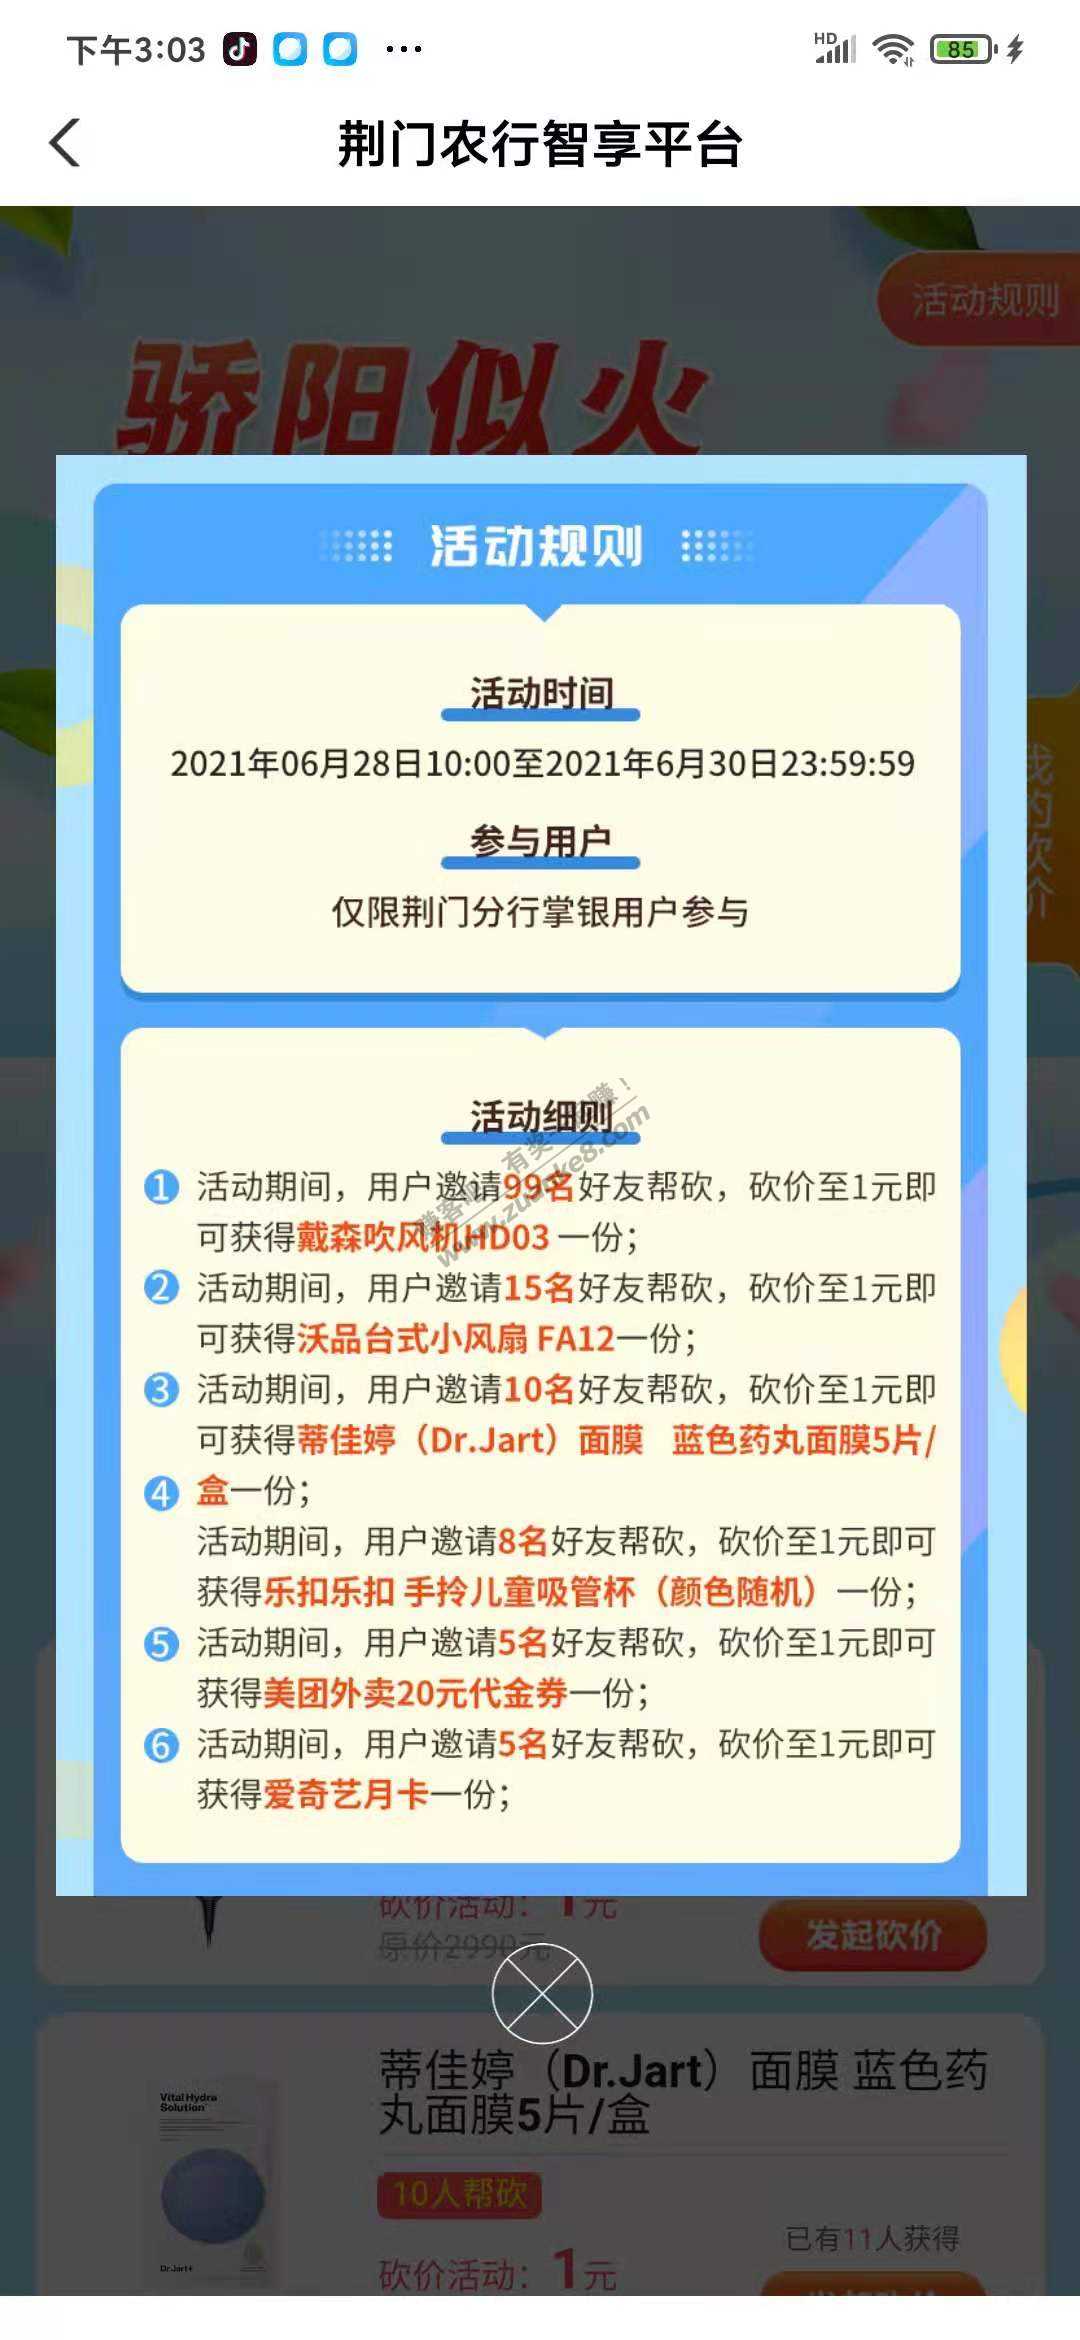 下午3:03
HD
85
荆门农行智享平台
活动规则
骄阳似火
活动规则
活动时间
2021年06月28日10:00至2021年6月30日23:59:59
参与用户
仅限荆门分行掌银用户参与
我的砍价
活动细则
1 活动期间，用户邀请99名好友帮砍，砍价至1元即
可获得戴森吹风机HD03 一份；
2 活动期间，用户邀请15名好友帮砍，砍价至1元即
可获得沃品台式小风扇 FA12一份；
3 活动期间，用户邀请10名好友帮砍，砍价至1元即
可获得蒂佳婷（Dr.Jart）面膜 蓝色药丸面膜5片/
4 盒一份；
活动期间，用户邀请8名好友帮砍，砍价至1元即可
获得乐扣乐扣 手拎儿童吸管杯（颜色随机）一份；
5 活动期间，用户邀请5名好友帮砍，砍价至1元即可
获得美团外卖20元代金券一份；
6 活动期间，用户邀请5名好友帮砍，砍价至1元即可
获得爱奇艺月卡一份；
赚客吧 有奖一起赚！
www.zuanke8.com
砍价活动：1元
原价2990元
发起砍价
蒂佳婷（Dr.Jart）面膜 蓝色药
丸面膜5片/盒
Vital Hydra
Solution
Dr.Jart+
10人帮砍
已有11人获得
砍价活动：1元